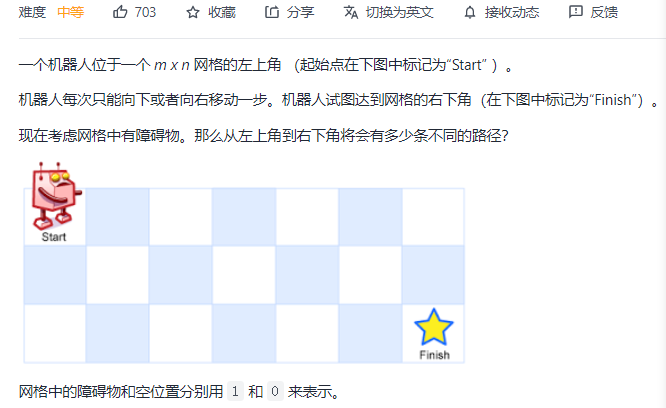 难度 中等 703 收藏 分享 切换为英文 接收动态 反馈
一个机器人位于一个 m x n 网格的左上角 （起始点在下图中标记为“Start” ）。
机器人每次只能向下或者向右移动一步。机器人试图达到网格的右下角（在下图中标记为“Finish”）。
现在考虑网格中有障碍物。那么从左上角到右下角将会有多少条不同的路径？
Start
Finish
网格中的障碍物和空位置分别用 1 和 0 来表示。